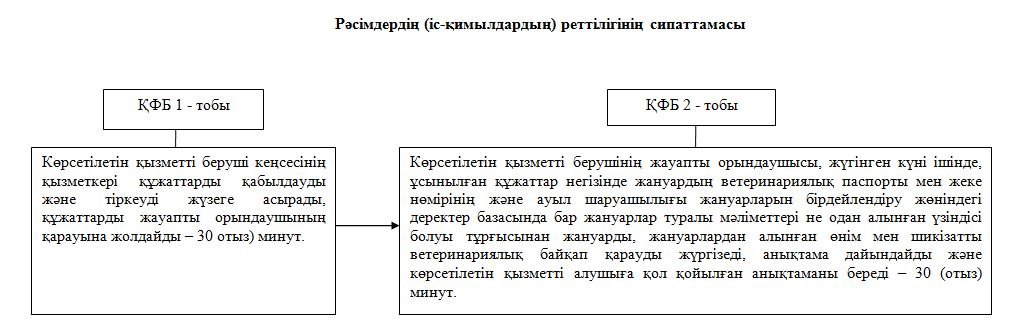 Рәсімдердің (іс-қимылдардың) реттілігінің сипаттамасы
ҚФБ 1 - тобы
ҚФБ 2 - тобы
Көрсетілетін қызметті беруші кеңсесінің
қызметкері құжаттарды қабылдауды
және тіркеуді жүзеге асырады,
құжаттарды жауапты орындаушының
қарауына жолдайды – 30 отыз) минут.
Көрсетілетін қызметті берушінің жауапты орындаушысы, жүгінген күні ішінде,
ұсынылған құжаттар негізінде жануардың ветеринариялық паспорты мен жеке
нөмірінің және ауыл шаруашылығы жануарларын бірдейлендіру жөніндегі
деректер базасында бар жануарлар туралы мәліметтері не одан алынған үзіндісі
болуы тұрғысынан жануарды, жануарлардан алынған өнім мен шикізатты
ветеринариялық байқап қарауды жүргізеді, анықтама дайындайды және
көрсетілетін қызметті алушыға қол қойылған анықтаманы береді – 30 (отыз)
минут.